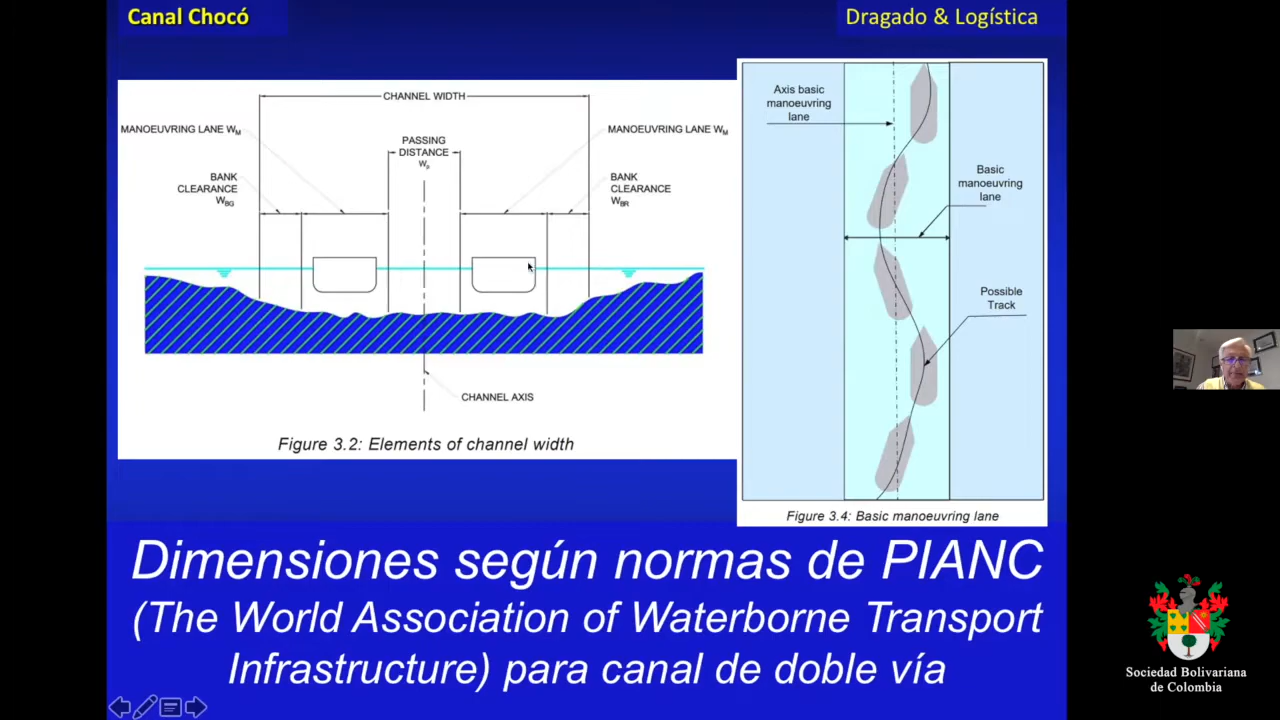 Canal Chocó
Dragado & Logística
CHANNEL WIDTH
MANOEUVRING LANE WM
MANOEUVRING LANE WM
PASSING
DISTANCE
WP
BANK
CLEARANCE
WBG
BANK
CLEARANCE
WBR
CHANNEL AXIS
Figure 3.2: Elements of channel width
Axis basic
manoeuvring
lane
Basic
manoeuvring
lane
Possible
Track
Figure 3.4: Basic manoeuvring lane
Dimensiones según normas de PIANC
(The World Association of Waterborne Transport
Infrastructure) para canal de doble vía
Sociedad Bolivariana
de Colombia